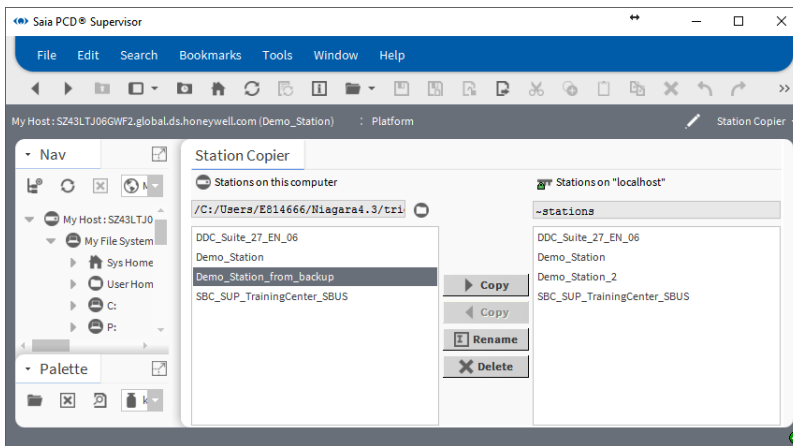 Saia PCD® Supervisor
File Edit Search Bookmarks Tools Window Help
My Host : SZ43LTJ06GWF2.global.ds.honeywell.com (Demo_Station) : Platform Station Copier
Nav
My Host : SZ43LTJ0
My File System
Sys Home
User Hom
C:
P:
Palette
Station Copier
Stations on this computer
/C:/Users/E814666/Niagara4.3/tri
DDC_Suite_27_EN_06
Demo_Station
Demo_Station_from_backup
SBC_SUP_TrainingCenter_SBUS
Copy
Copy
Rename
Delete
Stations on "localhost"
~stations
DDC_Suite_27_EN_06
Demo_Station
Demo_Station_2
SBC_SUP_TrainingCenter_SBUS